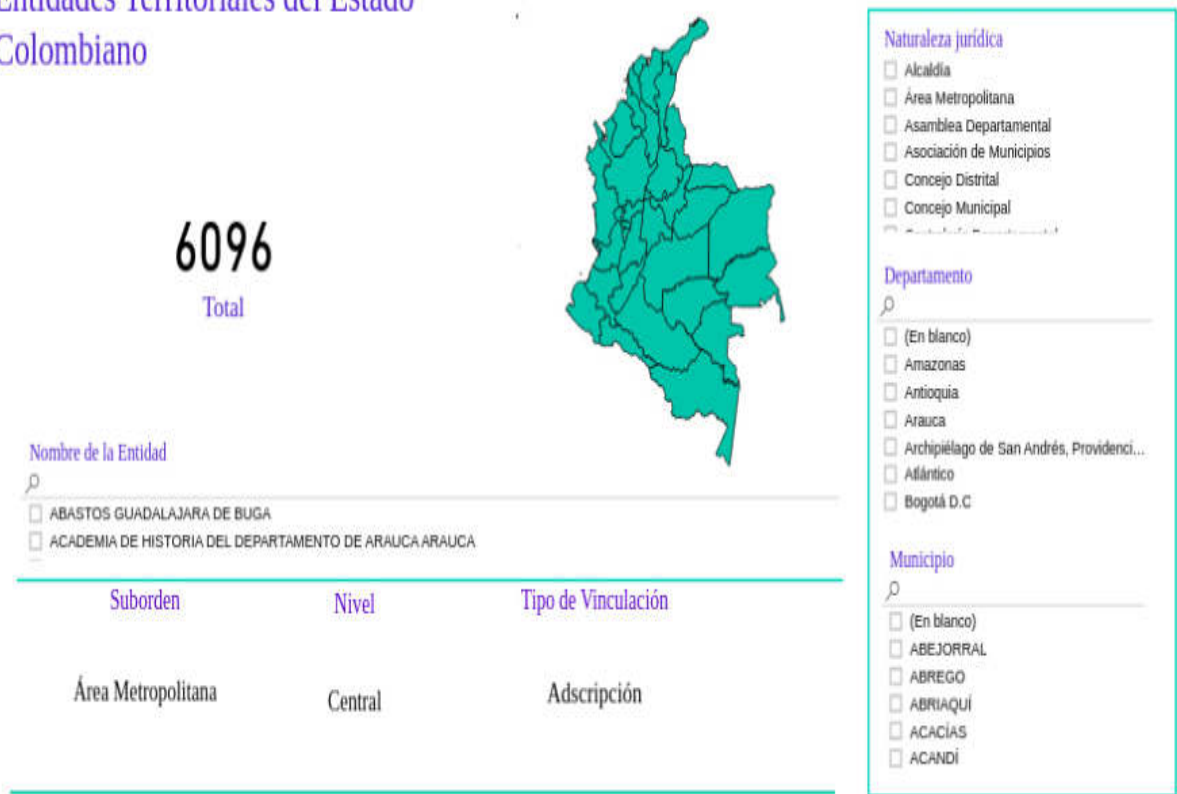 Entidades Territoriales del Estado
Colombiano
6096
Total
Nombre de la Entidad
ABASTOS GUADALAJARA DE BUGA
ACADEMIA DE HISTORIA DEL DEPARTAMENTO DE ARAUCA ARAUCA
Suborden
Nivel
Tipo de Vinculación
Área Metropolitana
Central
Adscripción
Naturaleza jurídica
Alcaldía
Área Metropolitana
Asamblea Departamental
Asociación de Municipios
Concejo Distrital
Concejo Municipal
Departamento
(En blanco)
Amazonas
Antioquia
Arauca
Archipiélago de San Andrés, Providenci...
Atlántico
Bogotá D.C
Municipio
(En blanco)
ABEJORRAL
ABREGO
ABRIAQUÍ
ACACÍAS
ACANDÍ